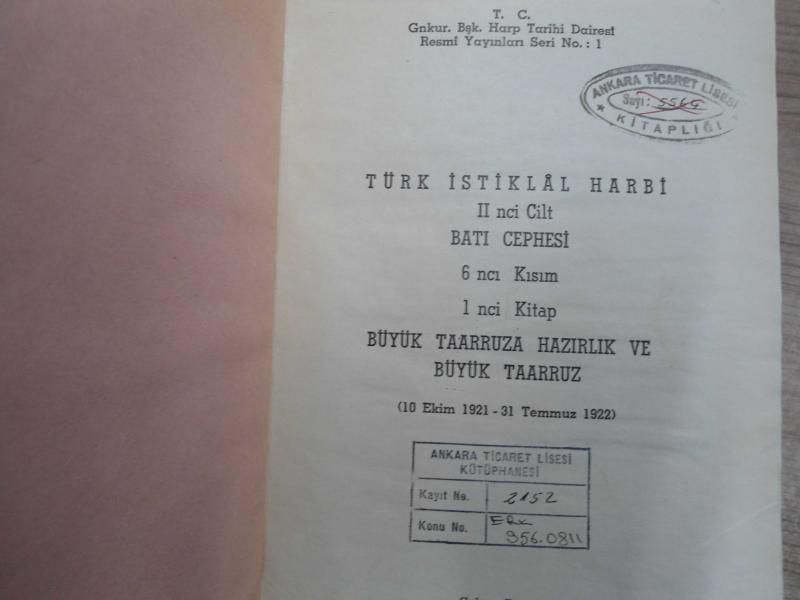 T. C.
Gnkur. Bşk. Harp Tarihi Dairesi
Resmî Yayınları Seri No.: 1
ANKARA TİCARET LİSESİ
Sayı: 5564
KİTAPLIĞI
TÜRK İSTİKLÂL HARBİ
II nci Cilt
BATI CEPHESİ
6 ncı Kısım
1 nci Kitap
BÜYÜK TAARRUZA HAZIRLIK VE
BÜYÜK TAARRUZ
(10 Ekim 1921 - 31 Temmuz 1922)
ANKARA TİCARET LİSESİ
KÜTÜPHANESİ
Kayıt No. 2152
Konu No. ERK
956.0811